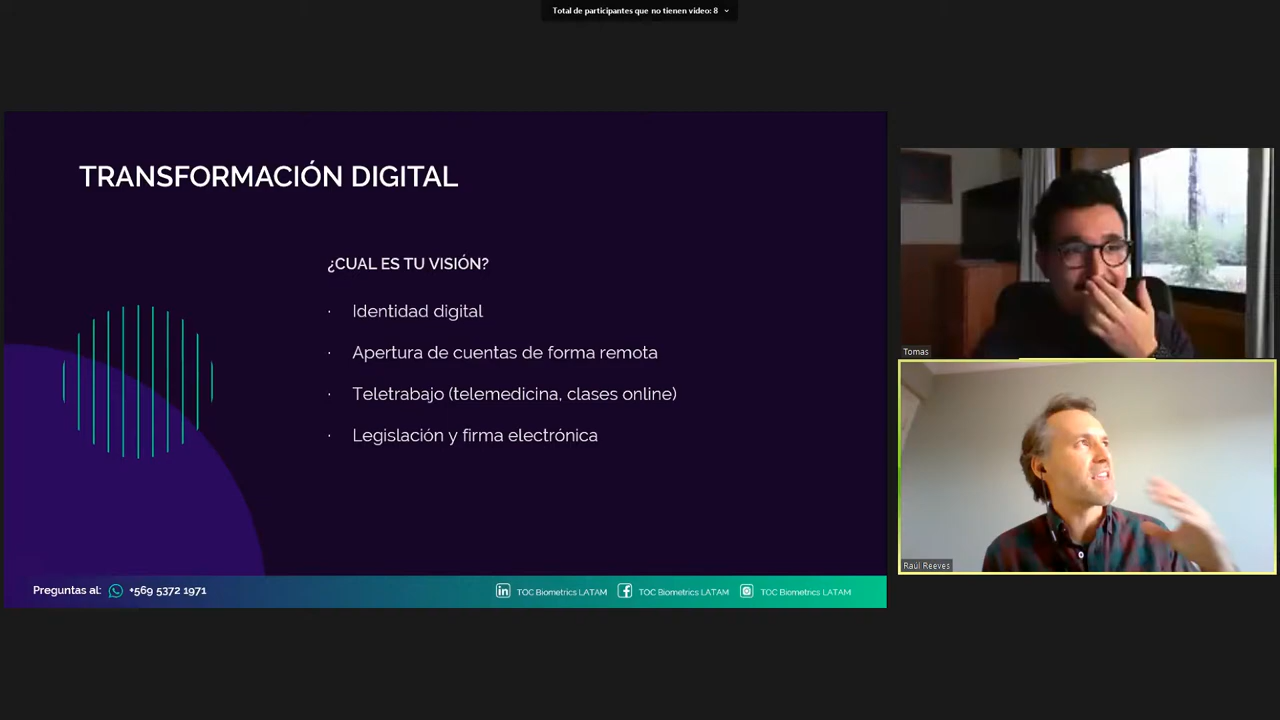 Total de participantes que no tienen video: 8
TRANSFORMACIÓN DIGITAL
¿CUAL ES TU VISIÓN?
· Identidad digital
· Apertura de cuentas de forma remota
· Teletrabajo (telemedicina, clases online)
· Legislación y firma electrónica
Preguntas al: +569 5372 1971
in TOC Biometrics LATAM f TOC Biometrics LATAM TOC Biometrics LATAM
Tomas
Raúl Reeves